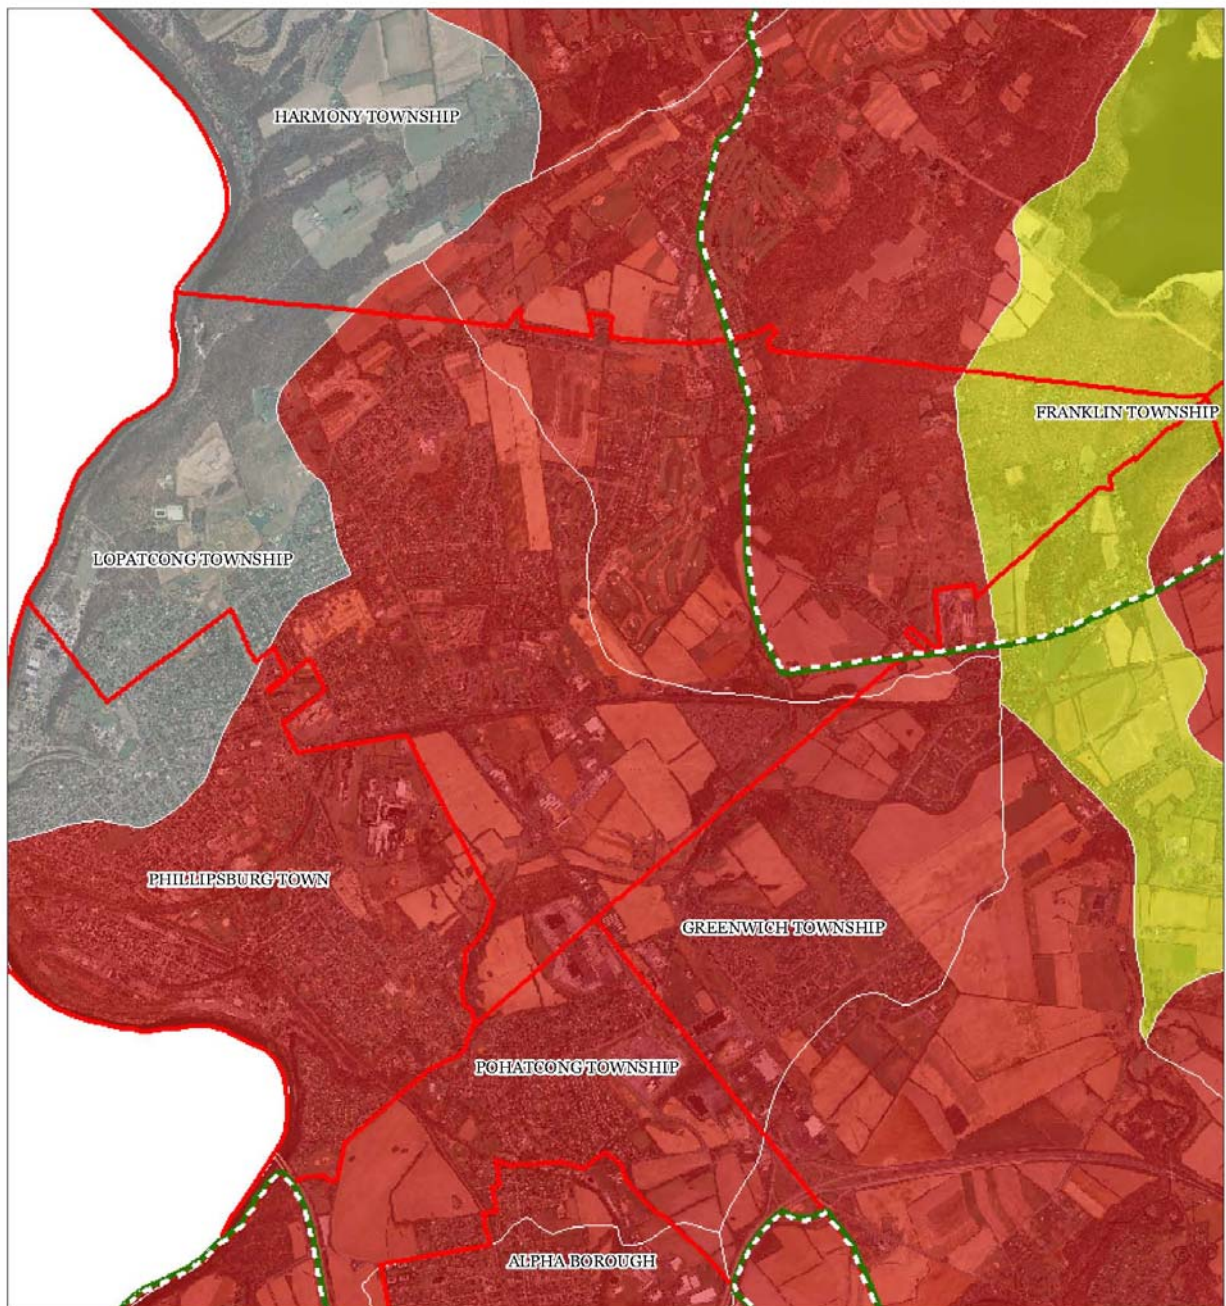 HARMONY TOWNSHIP
FRANKLIN TOWNSHIP
LOPATCONG TOWNSHIP
PHILLIPSBURG TOWN
GREENWICH TOWNSHIP
POHATCONG TOWNSHIP
ALPHA BOROUGH